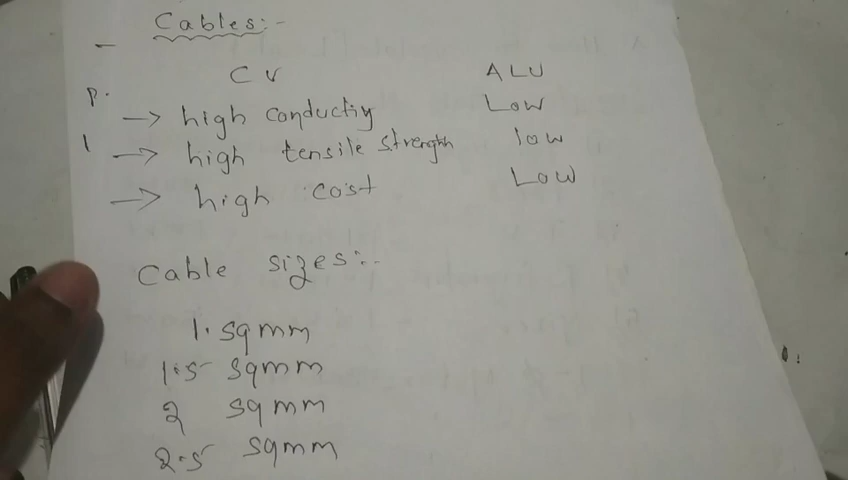 Cables:-
CU ALU
P.
→ high conductiy Low
1
→ high tensile strength low
→ high cost Low
Cable sizes:-
1. sqmm
1.5 sqmm
2 sqmm
2.5 sqmm